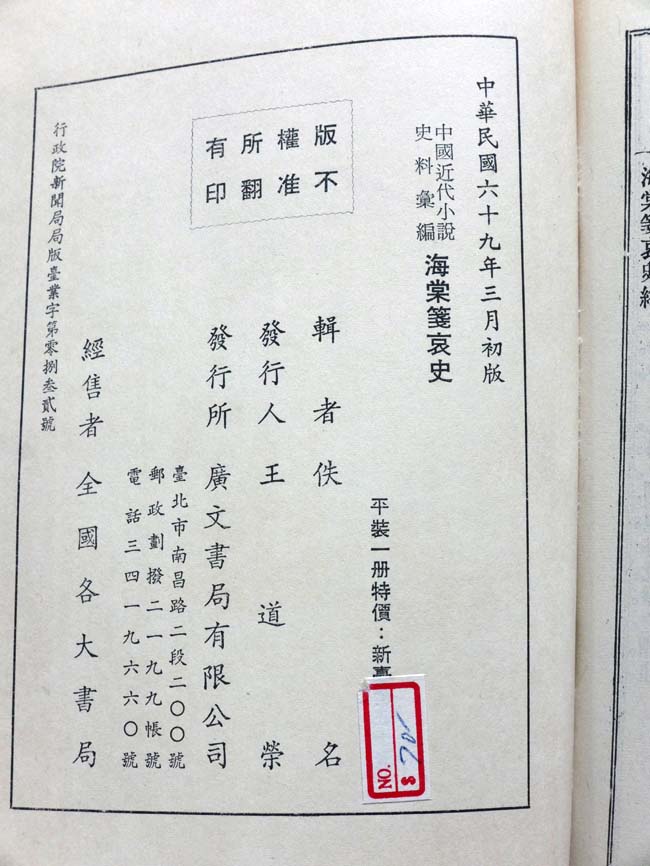 中華民國六十九年三月初版
中國近代小說
史料彙編
海棠箋哀史
平裝一册特價：新
版權所有
不准翻印
輯者佚名
發行人王道榮
發行所廣文書局有限公司
臺北市南昌路二段二〇〇號
郵政劃撥二一九九帳號
電話三四一九六六〇號
經售者全國各大書局
行政院新聞局局版臺業字第零捌叁貳號
NO.
$ 70/
海棠箋哀史